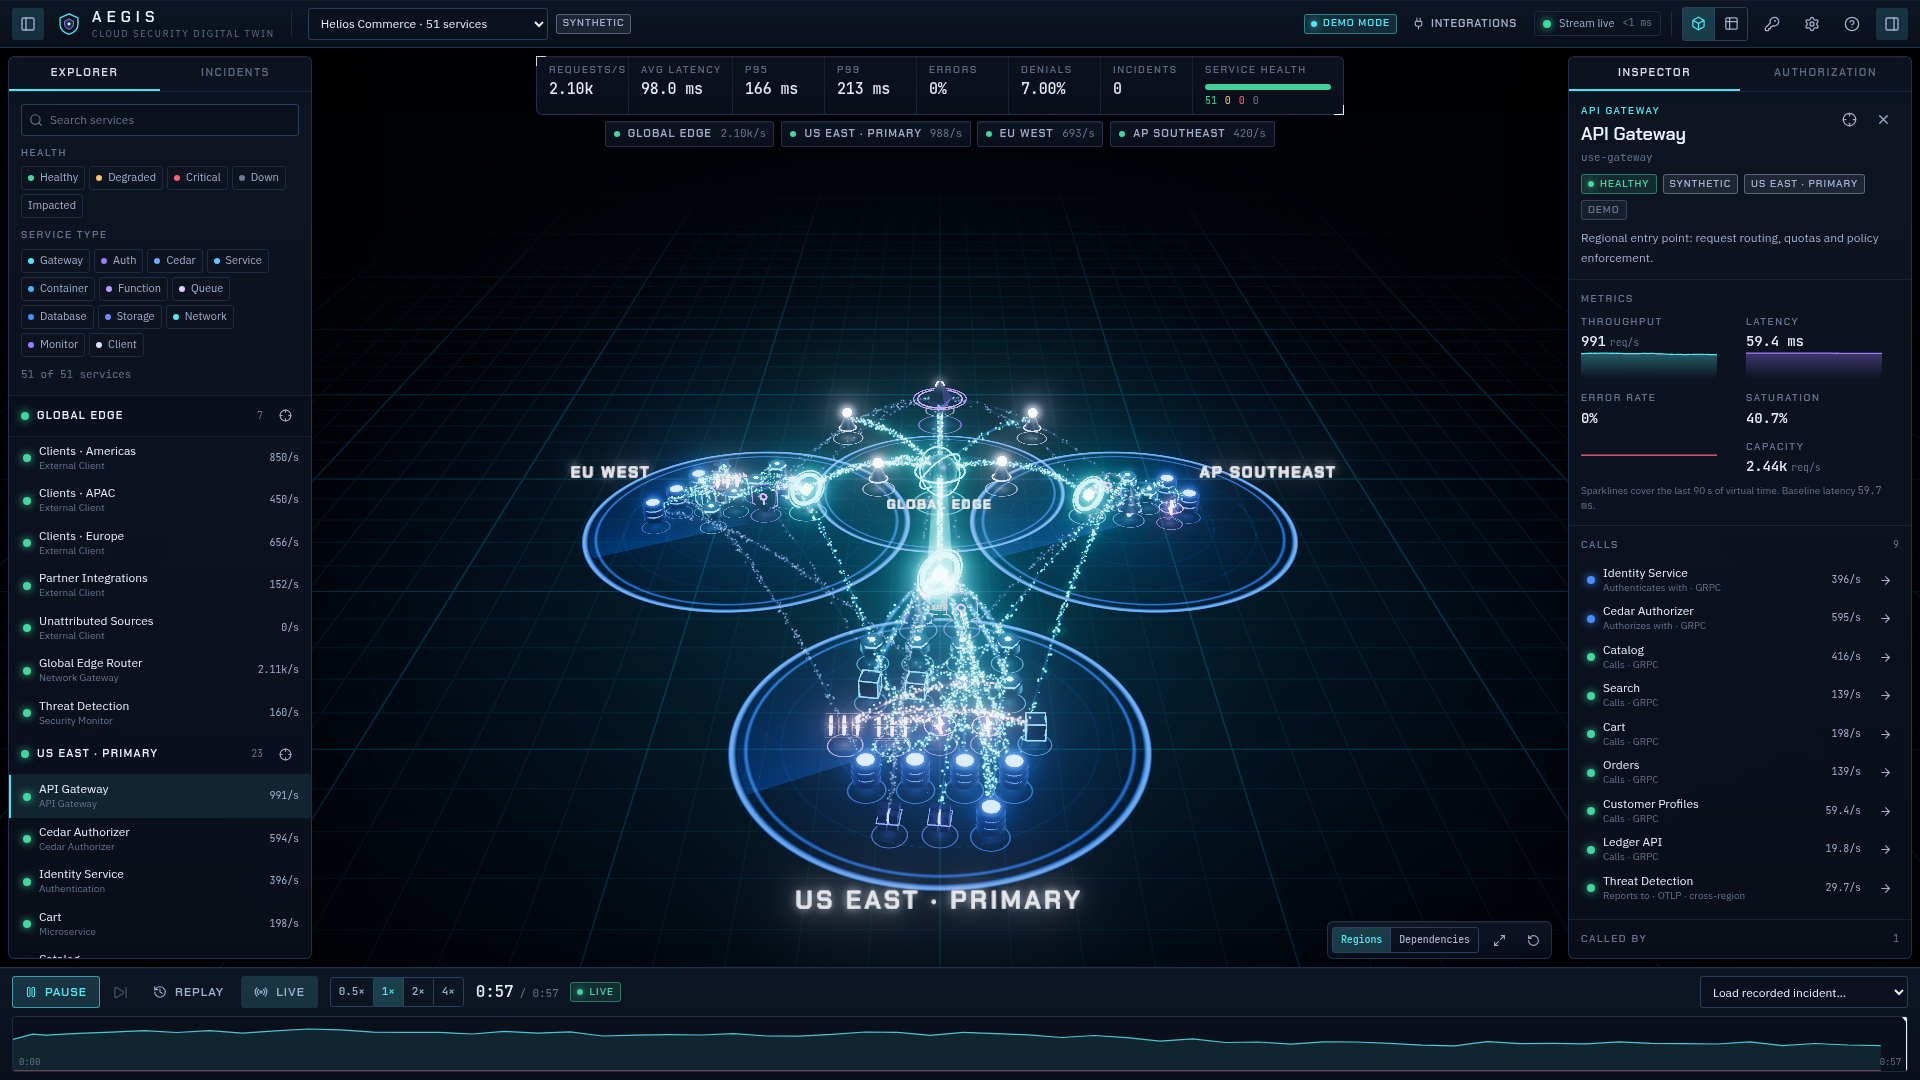 AEGIS
CLOUD SECURITY DIGITAL TWIN
Helios Commerce · 51 services
SYNTHETIC
DEMO MODE
INTEGRATIONS
Stream live <1 ms
EXPLORER
INCIDENTS
Search services
HEALTH
Healthy
Degraded
Critical
Down
Impacted
SERVICE TYPE
Gateway
Auth
Cedar
Service
Container
Function
Queue
Database
Storage
Network
Monitor
Client
51 of 51 services
GLOBAL EDGE 7
Clients · Americas 850/s
External Client
Clients · APAC 450/s
External Client
Clients · Europe 656/s
External Client
Partner Integrations 152/s
External Client
Unattributed Sources 0/s
External Client
Global Edge Router 2.11k/s
Network Gateway
Threat Detection 160/s
Security Monitor
US EAST · PRIMARY 23
API Gateway 991/s
API Gateway
Cedar Authorizer 594/s
Cedar Authorizer
Identity Service 396/s
Authentication
Cart 198/s
Microservice
REQUESTS/S
2.10k
AVG LATENCY
98.0 ms
P95
166 ms
P99
213 ms
ERRORS
0%
DENIALS
7.00%
INCIDENTS
0
SERVICE HEALTH
51 0 0 0
GLOBAL EDGE 2.10k/s
US EAST · PRIMARY 988/s
EU WEST 693/s
AP SOUTHEAST 420/s
EU WEST
AP SOUTHEAST
GLOBAL EDGE
US EAST · PRIMARY
Regions
Dependencies
INSPECTOR
AUTHORIZATION
API GATEWAY
API Gateway
use-gateway
HEALTHY
SYNTHETIC
US EAST · PRIMARY
DEMO
Regional entry point: request routing, quotas and policy
enforcement.
METRICS
THROUGHPUT
991 req/s
LATENCY
59.4 ms
ERROR RATE
0%
SATURATION
40.7%
CAPACITY
2.44k req/s
Sparklines cover the last 90 s of virtual time. Baseline latency 59.7
ms.
CALLS 9
Identity Service 396/s
Authenticates with · GRPC
Cedar Authorizer 595/s
Authorizes with · GRPC
Catalog 416/s
Calls · GRPC
Search 139/s
Calls · GRPC
Cart 198/s
Calls · GRPC
Orders 139/s
Calls · GRPC
Customer Profiles 59.4/s
Calls · GRPC
Ledger API 19.8/s
Calls · GRPC
Threat Detection 29.7/s
Reports to · OTLP · cross-region
CALLED BY 1
PAUSE
REPLAY
LIVE
0.5×
1×
2×
4×
0:57 / 0:57
LIVE
Load recorded incident...
0:00
0:57